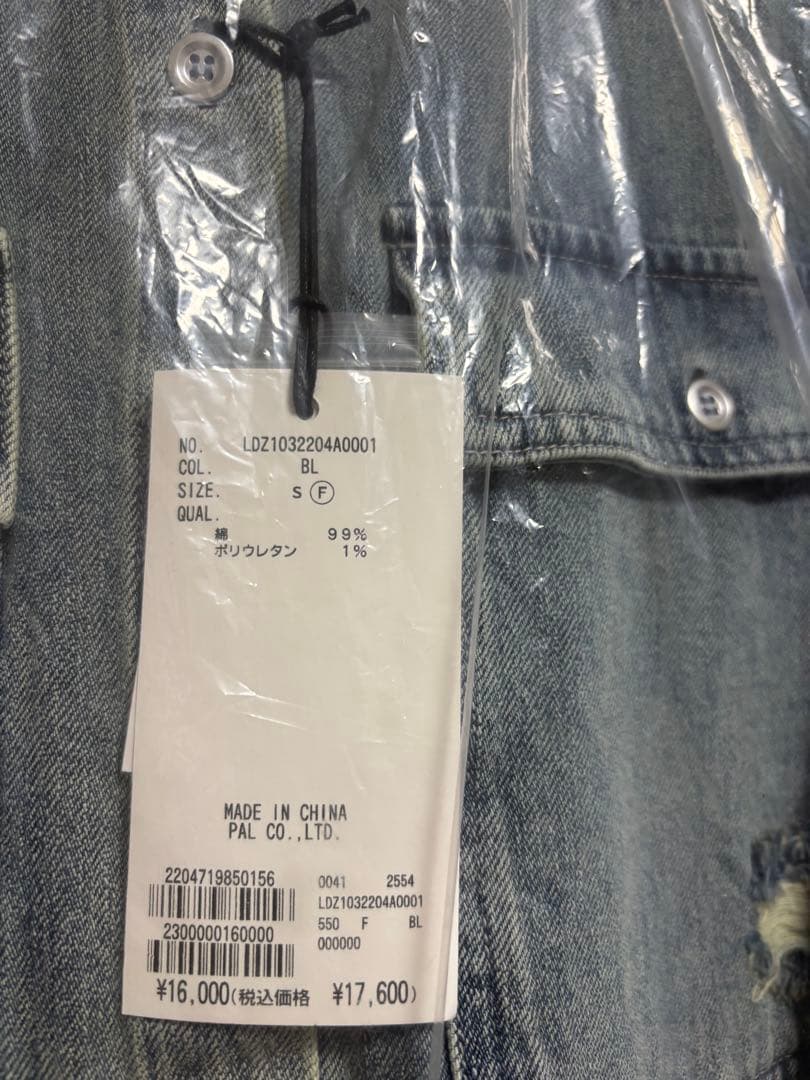 NO. LDZ1032204A0001
COL. BL
SIZE. S Ⓕ
QUAL.
綿 99%
ポリウレタン 1%
MADE IN CHINA
PAL CO.,LTD.
2204719850156
2300000160000
0041 2554
LDZ1032204A0001
550 F BL
000000
¥16,000(税込価格 ¥17,600)